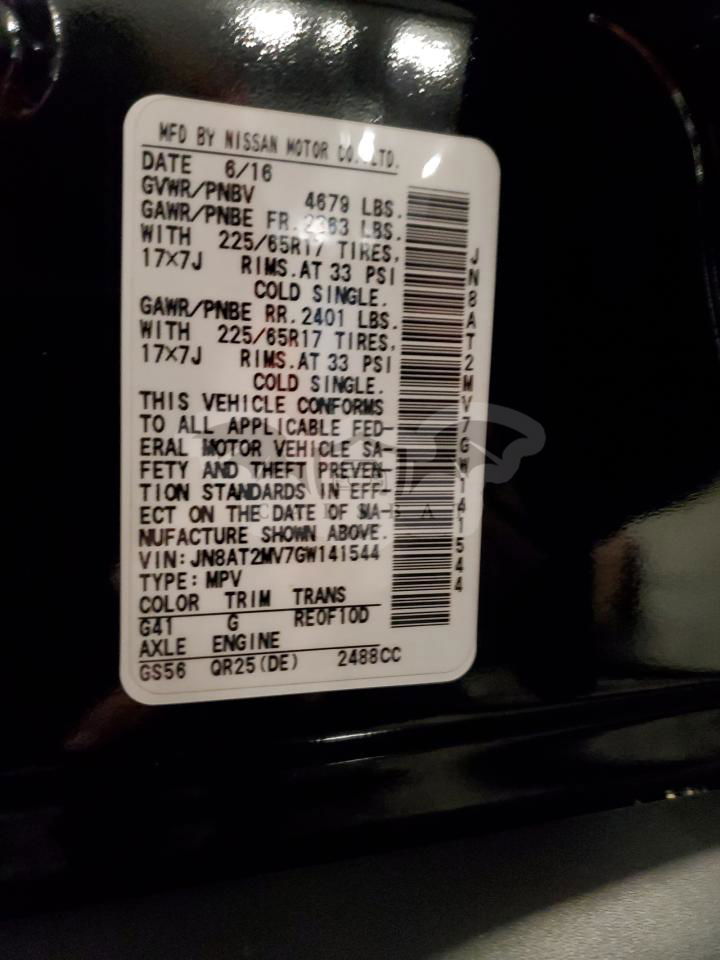 MFD BY NISSAN MOTOR CO., LTD.
DATE 6/16
GVWR/PNBV 4679 LBS.
GAWR/PNBE FR. LBS.
WITH 225/65R17 TIRES,
17×7J RIMS.AT 33 PSI
COLD SINGLE.
GAWR/PNBE RR. 2401 LBS.
WITH 225/65R17 TIRES,
17×7J RIMS.AT 33 PSI
COLD SINGLE.
THIS VEHICLE CONFORMS
TO ALL APPLICABLE FED-
ERAL MOTOR VEHICLE SA-
FETY AND THEFT PREVEN-
TION STANDARDS IN EFF-
ECT ON THE DATE OF MA-
NUFACTURE SHOWN ABOVE.
VIN: JN8AT2MV7GW141544
TYPE: MPV
COLOR TRIM TRANS
G41 G RE0F10D
AXLE ENGINE
GS56 QR25(DE) 2488CC
JN8AT2MV7GW141544